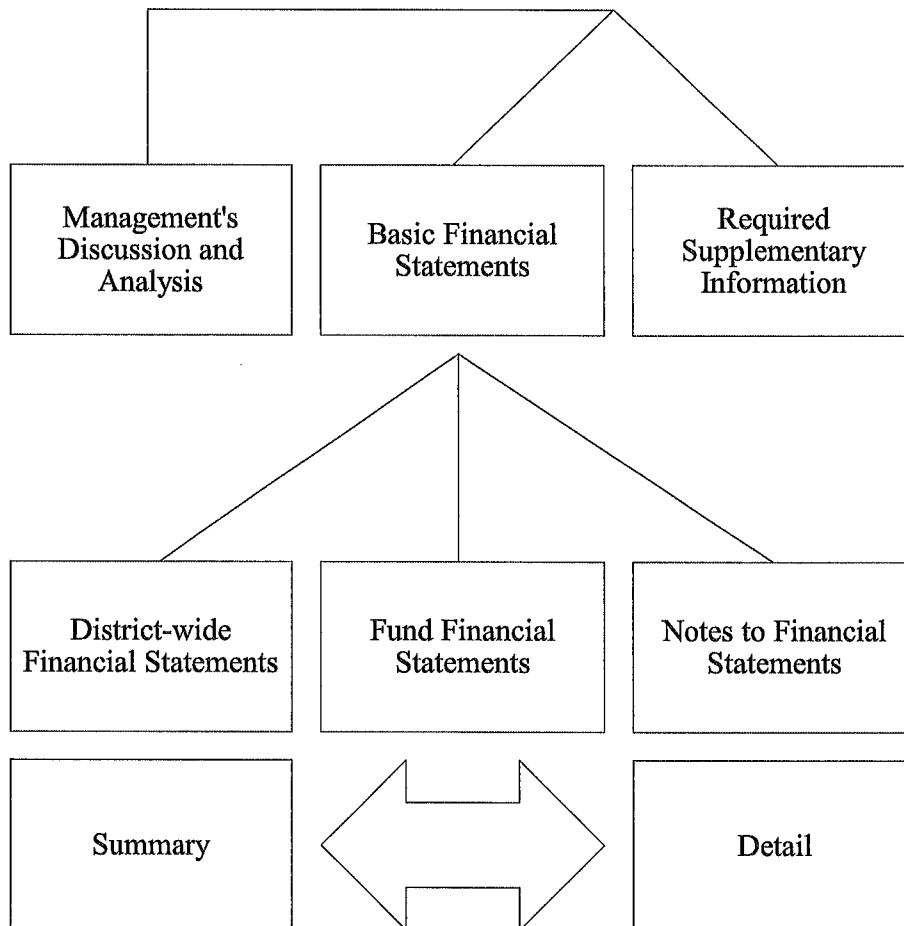 Management's
Discussion and
Analysis
Basic Financial
Statements
Required
Supplementary
Information
District-wide
Financial Statements
Fund Financial
Statements
Notes to Financial
Statements
Summary
Detail